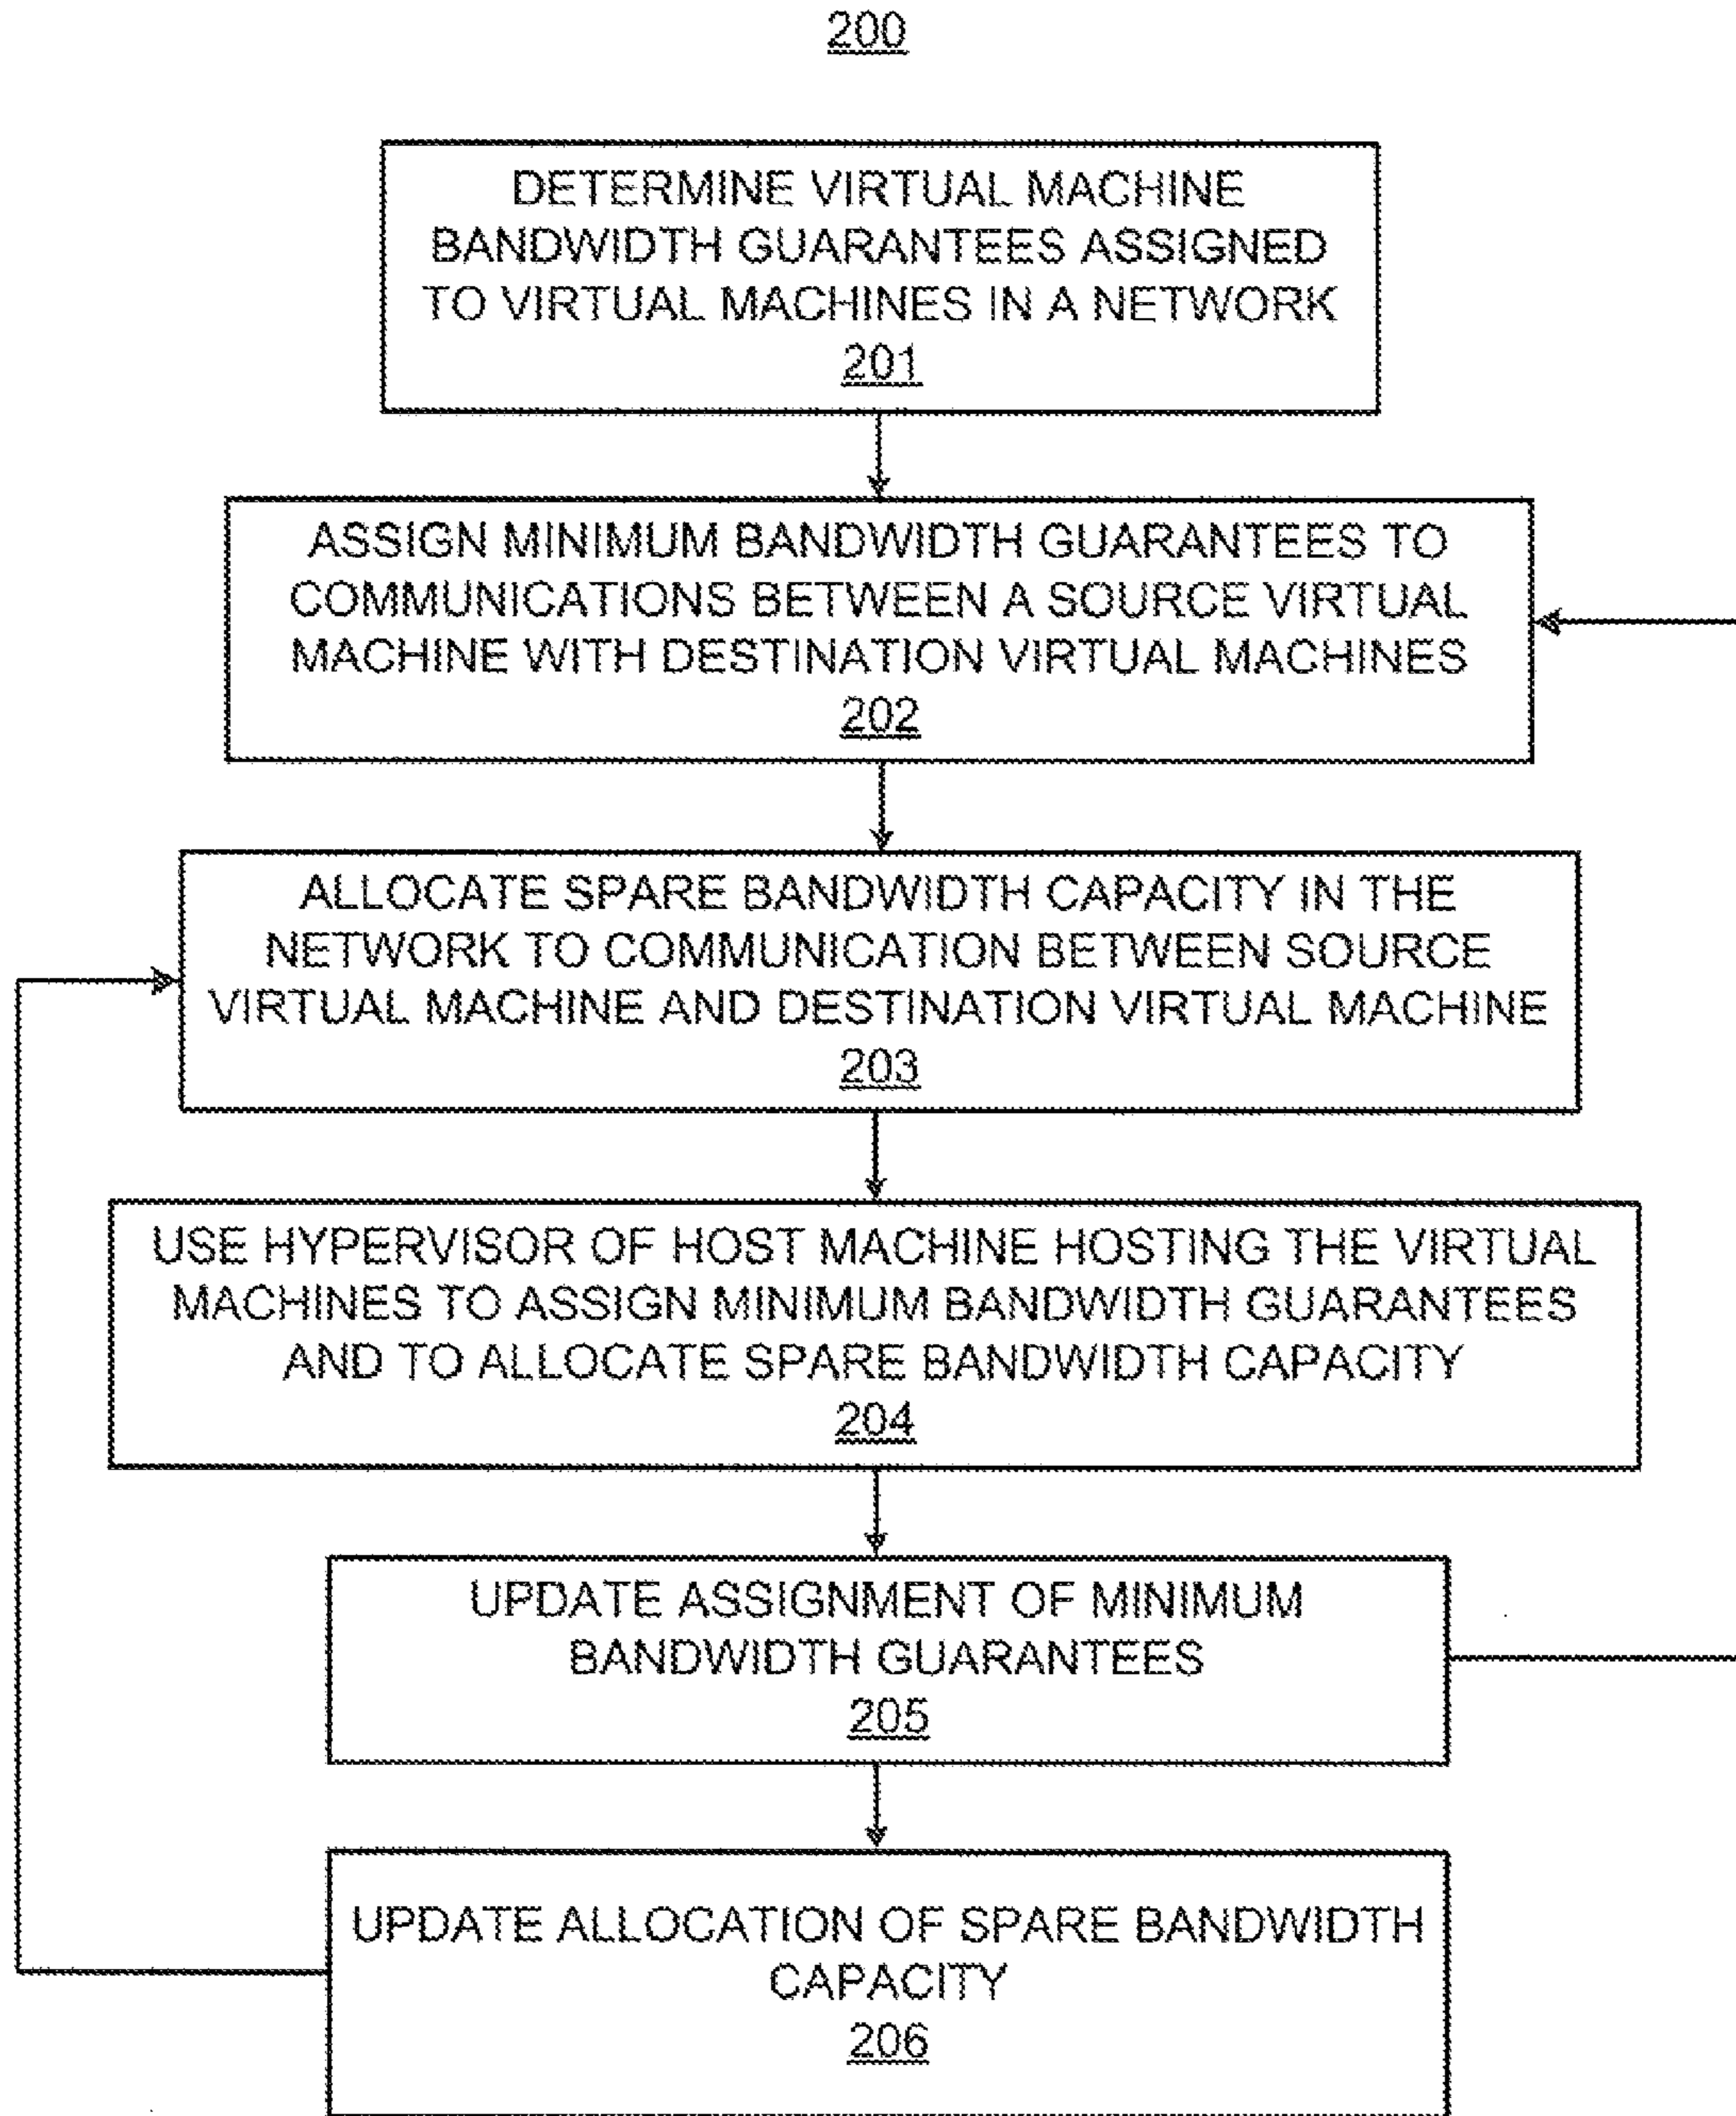 200
DETERMINE VIRTUAL MACHINE
BANDWIDTH GUARANTEES ASSIGNED
TO VIRTUAL MACHINES IN A NETWORK
201
ASSIGN MINIMUM BANDWIDTH GUARANTEES TO
COMMUNICATIONS BETWEEN A SOURCE VIRTUAL
MACHINE WITH DESTINATION VIRTUAL MACHINES
202
ALLOCATE SPARE BANDWIDTH CAPACITY IN THE
NETWORK TO COMMUNICATION BETWEEN SOURCE
VIRTUAL MACHINE AND DESTINATION VIRTUAL MACHINE
203
USE HYPERVISOR OF HOST MACHINE HOSTING THE VIRTUAL
MACHINES TO ASSIGN MINIMUM BANDWIDTH GUARANTEES
AND TO ALLOCATE SPARE BANDWIDTH CAPACITY
204
UPDATE ASSIGNMENT OF MINIMUM
BANDWIDTH GUARANTEES
205
UPDATE ALLOCATION OF SPARE BANDWIDTH
CAPACITY
206